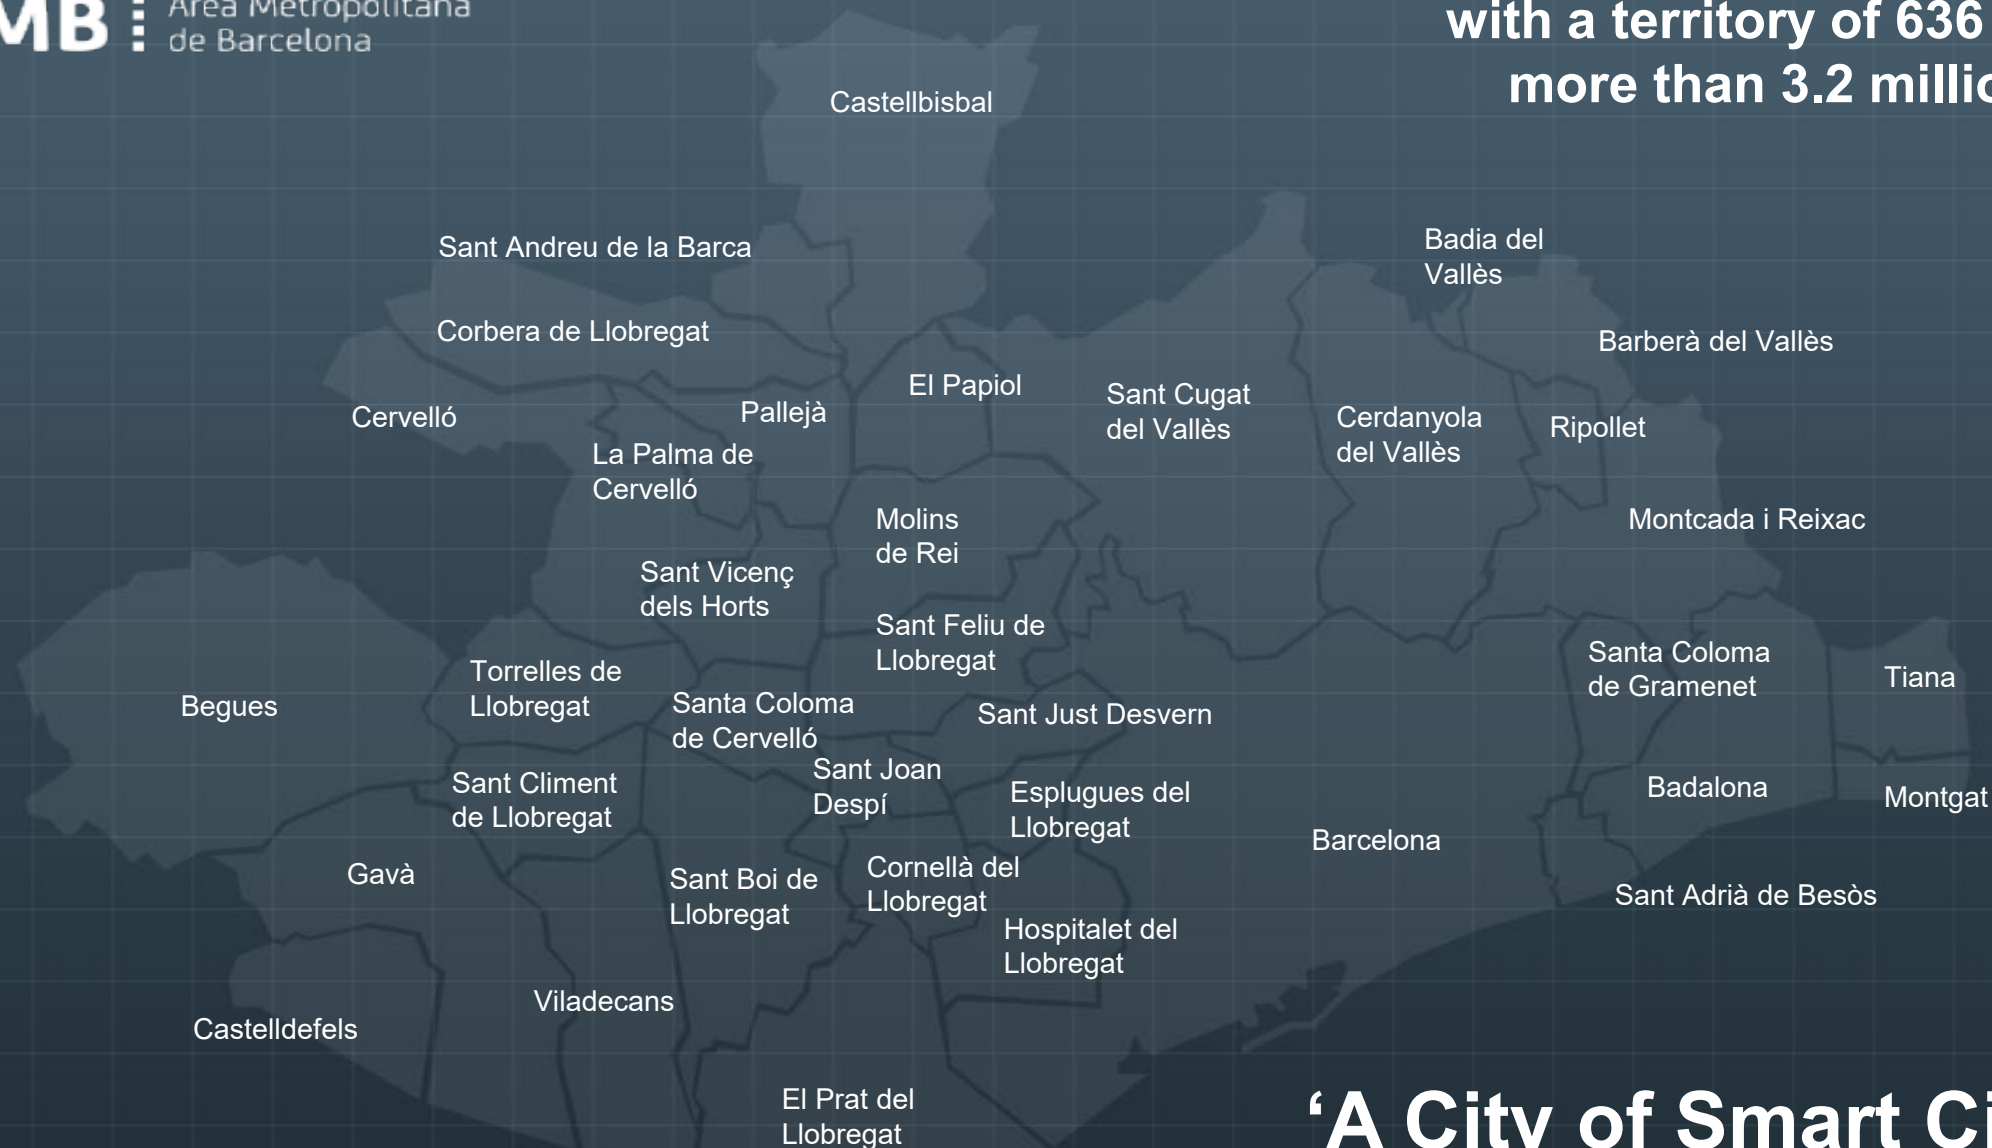 MB
Àrea Metropolitana
de Barcelona
with a territory of 636
more than 3.2
Castellbisbal
Sant Andreu de la Barca
Badia del
Vallès
Corbera de Llobregat
Barberà del Vallès
El Papiol
Sant Cugat
del Vallès
Pallejà
Cervelló
Cerdanyola
del Vallès
Ripollet
La Palma de
Cervelló
Molins
de Rei
Montcada i Reixac
Sant Vicenç
dels Horts
Sant Feliu de
Llobregat
Santa Coloma
de Gramenet
Tiana
Torrelles de
Llobregat
Begues
Santa Coloma
de Cervelló
Sant Just Desvern
Sant Joan
Despí
Sant Climent
de Llobregat
Esplugues del
Llobregat
Badalona
Montgat
Barcelona
Gavà
Sant Boi de
Llobregat
Cornellà del
Llobregat
Sant Adrià de Besòs
Hospitalet del
Llobregat
Viladecans
Castelldefels
El Prat del
Llobregat
‘A City of Smart